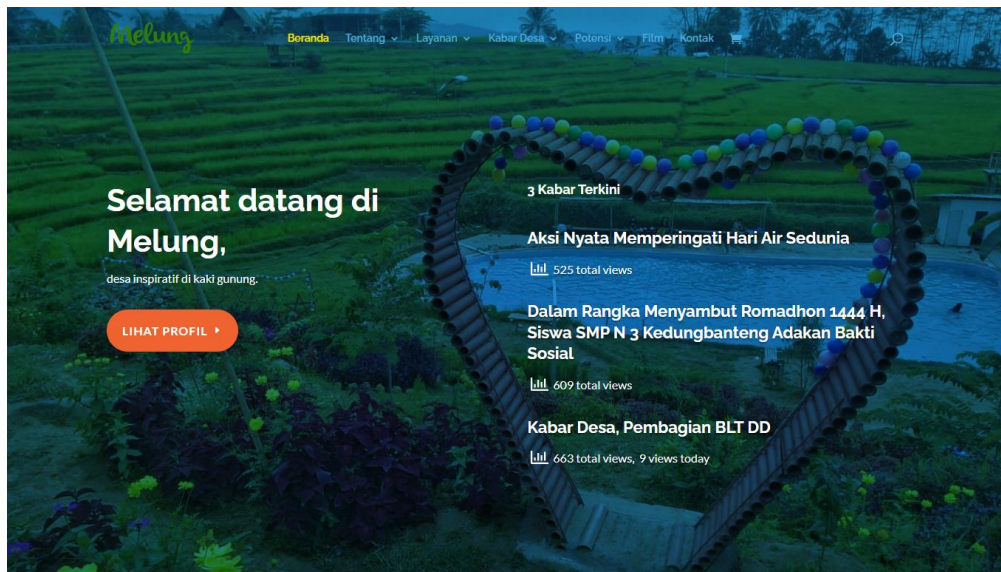 Melung
Beranda Tentang Layanan Kabar Desa Potensi Film Kontak
Selamat datang di
Melung,
desa inspiratif di kaki gunung.
LIHAT PROFIL
3 Kabar Terkini
Aksi Nyata Memperingati Hari Air Sedunia
525 total views
Dalam Rangka Menyambut Romadhon 1444 H,
Siswa SMP N 3 Kedungbanteng Adakan Bakti
Sosial
609 total views
Kabar Desa, Pembagian BLT DD
663 total views, 9 views today